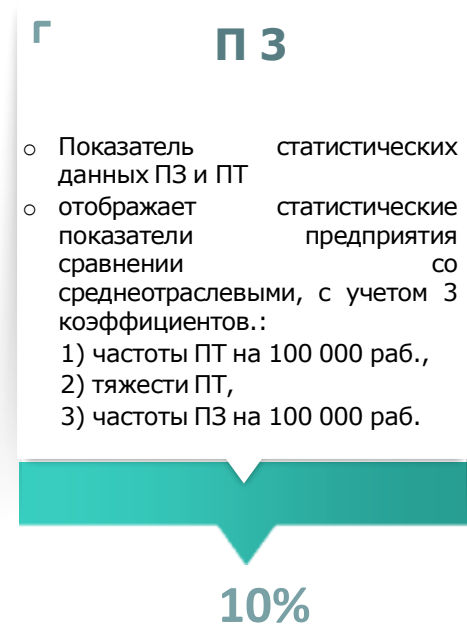 П 3
o Показатель статистических
данных ПЗ и ПТ
o отображает статистические
показатели предприятия
сравнении со
среднеотраслевыми, с учетом 3
коэффициентов.:
1) частоты ПТ на 100 000 раб.,
2) тяжести ПТ,
3) частоты ПЗ на 100 000 раб.
10%